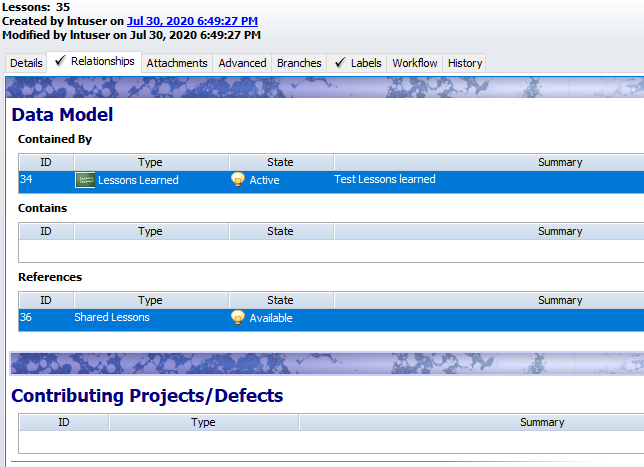 Lessons: 35
Created by lntuser on Jul 30, 2020 6:49:27 PM
Modified by lntuser on Jul 30, 2020 6:49:27 PM
Details ✓ Relationships Attachments Advanced Branches ✓ Labels Workflow History
Data Model
Contained By
ID Type State Summary
34 Lessons Learned Active Test Lessons learned
Contains
ID Type State Summary
References
ID Type State Summary
36 Shared Lessons Available
Contributing Projects/Defects
ID Type Summary